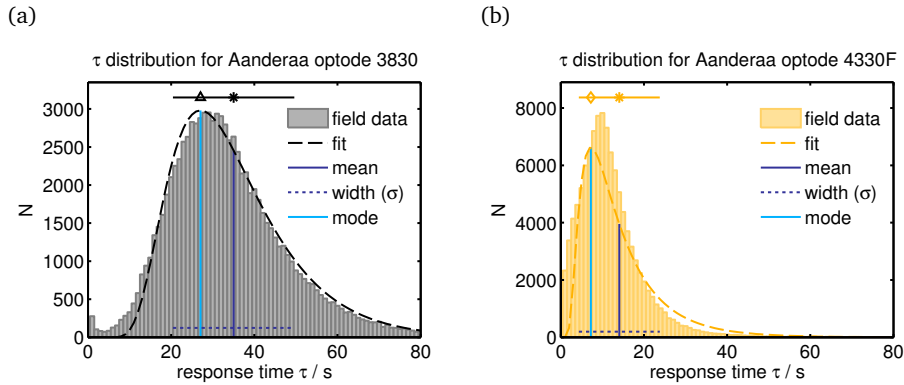 (a)
τ distribution for Aanderaa optode 3830
N
3000
2500
2000
1500
1000
500
0
field data
fit
mean
width (σ)
mode
0 20 40 60 80
response time τ / s
(b)
τ distribution for Aanderaa optode 4330F
N
8000
6000
4000
2000
0
field data
fit
mean
width (σ)
mode
0 20 40 60 80
response time τ / s